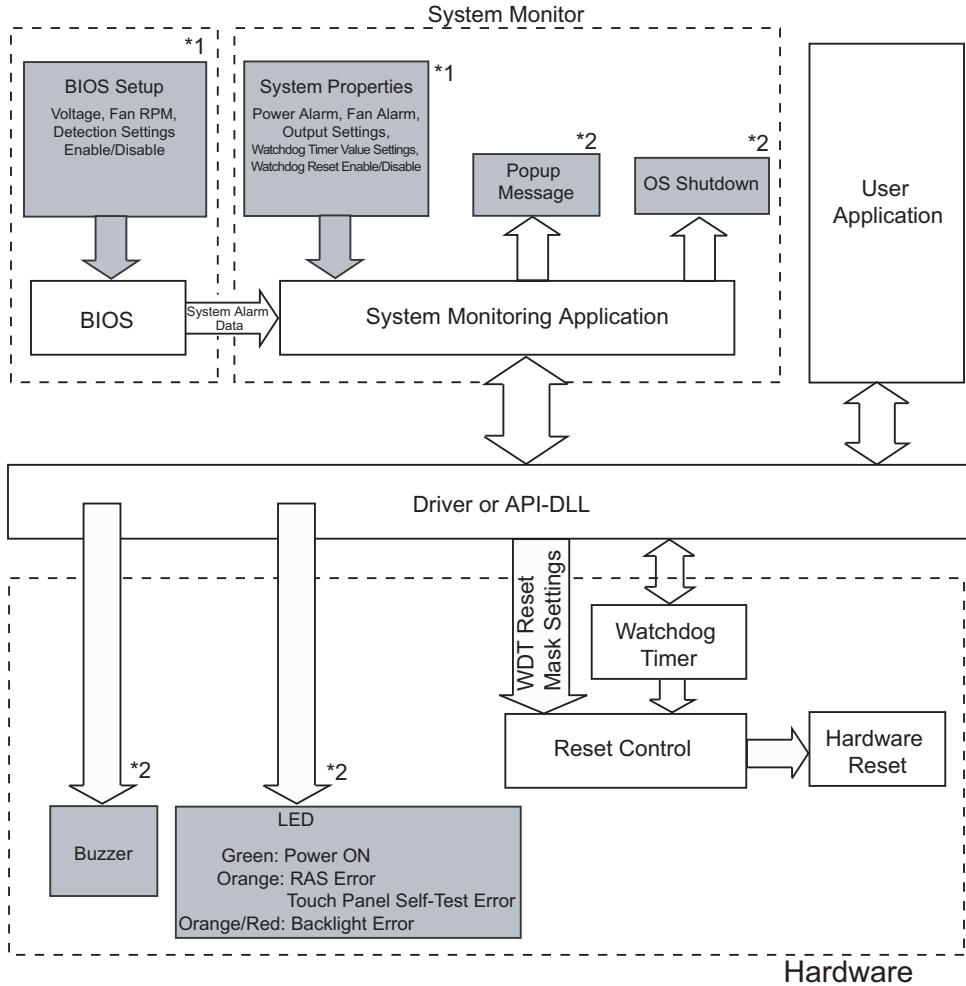 System Monitor
*1
BIOS Setup
Voltage, Fan RPM,
Detection Settings
Enable/Disable
*1
System Properties
Power Alarm, Fan Alarm,
Output Settings,
Watchdog Timer Value Settings,
Watchdog Reset Enable/Disable
*2
Popup
Message
*2
OS Shutdown
User
Application
BIOS
System Alarm
Data
System Monitoring Application
Driver or API-DLL
WDT Reset
Mask Settings
Watchdog
Timer
Reset Control
Hardware
Reset
*2
Buzzer
*2
LED
Green: Power ON
Orange: RAS Error
Touch Panel Self-Test Error
Orange/Red: Backlight Error
Hardware